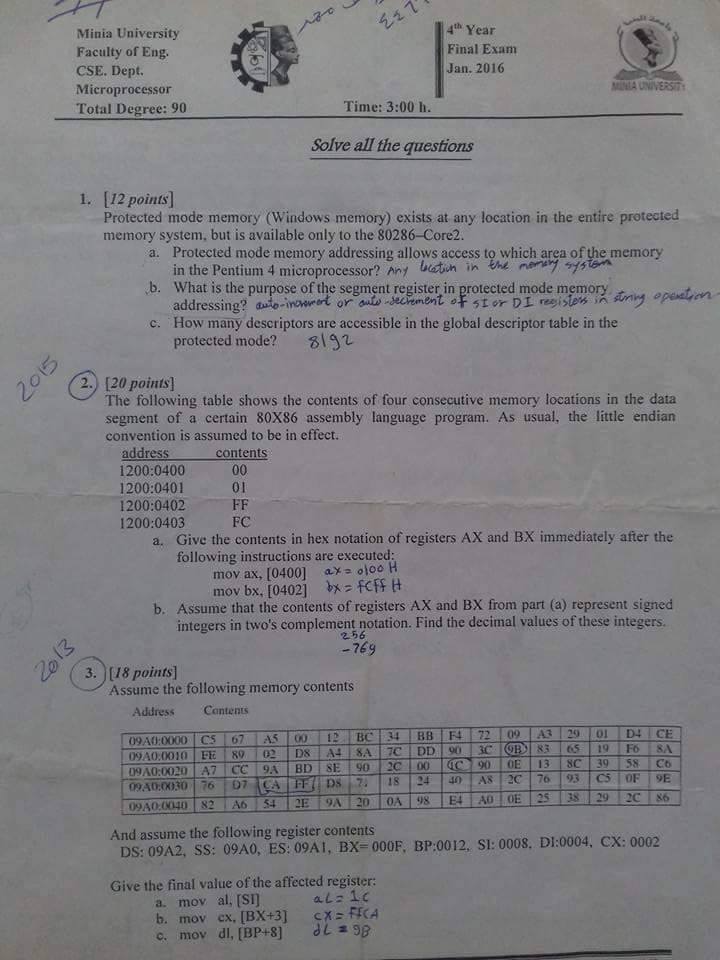 Minia University
Faculty of Eng.
CSE. Dept.
Microprocessor
Total Degree: 90
4th Year
Final Exam
Jan. 2016
MINIA UNIVERSITY
Time: 3:00 h.
Solve all the questions
1. [12 points]
Protected mode memory (Windows memory) exists at any location in the entire protected
memory system, but is available only to the 80286–Core2.
a. Protected mode memory addressing allows access to which area of the memory
in the Pentium 4 microprocessor? Any location in the memory system
b. What is the purpose of the segment register in protected mode memory
addressing? auto-increment or auto-decrement of SI or DI registers in string operation
c. How many descriptors are accessible in the global descriptor table in the
protected mode? 8192
2015
2. [20 points]
The following table shows the contents of four consecutive memory locations in the data
segment of a certain 80X86 assembly language program. As usual, the little endian
convention is assumed to be in effect.
address contents
1200:0400 00
1200:0401 01
1200:0402 FF
1200:0403 FC
a. Give the contents in hex notation of registers AX and BX immediately after the
following instructions are executed:
mov ax, [0400] ax = 0100 H
mov bx, [0402] bx = FCFF H
b. Assume that the contents of registers AX and BX from part (a) represent signed
integers in two's complement notation. Find the decimal values of these integers.
256
-769
2013
3. [18 points]
Assume the following memory contents
Address Contents
09A0:0000 C5 67 A5 00 12 BC 34 BB F4 72 09 A3 29 01 D4 CE
09A0:0010 EE 89 02 D8 A4 8A 7C DD 90 3C 9B 83 65 19 F6 8A
09A0:0020 A7 CC 9A BD 8E 90 2C 00 1C 90 0E 13 8C 39 58 C6
09A0:0030 76 D7 CA FF D8 71 18 24 40 A8 2C 76 93 C5 0F 9E
09A0:0040 82 A6 54 2E 9A 20 0A 98 E4 A0 0E 25 38 29 2C 86
And assume the following register contents
DS: 09A2, SS: 09A0, ES: 09A1, BX= 000F, BP:0012, SI: 0008, DI:0004, CX: 0002
Give the final value of the affected register:
a. mov al, [SI] aL = 1C
b. mov cx, [BX+3] cX = FFCA
c. mov dl, [BP+8] dL = 9B